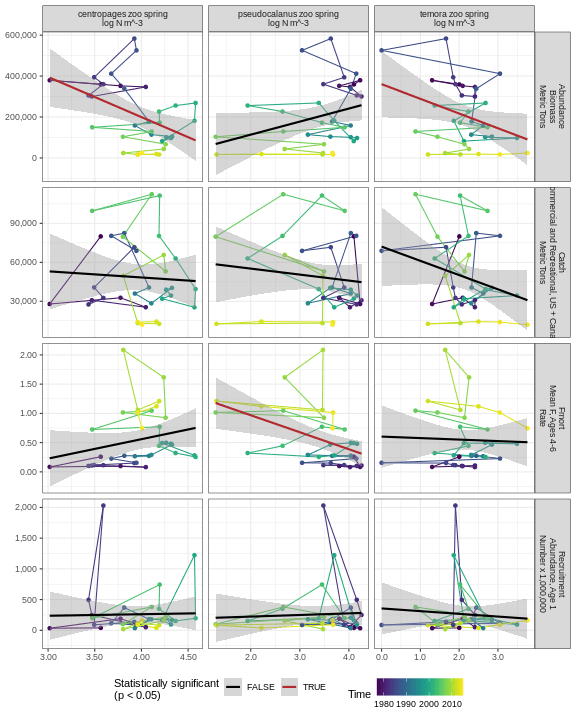 centropages zoo spring
log N m^-3
pseudocalanus zoo spring
log N m^-3
temora zoo spring
log N m^-3
600,000
400,000
200,000
0
Abundance
Biomass
Metric Tons
90,000
60,000
30,000
Catch
mmercial and Recreational, US + Cana
Metric Tons
2.00
1.50
1.00
0.50
0.00
Fmort
Mean F, Ages 4-6
Rate
2,000
1,500
1,000
500
0
Recruitment
Abundance, Age 1
Number x 1,000,000
3.00 3.50 4.00 4.50
1.0 2.0 3.0 4.0
0.0 1.0 2.0 3.0
Statistically significant
(p < 0.05)
FALSE
TRUE
Time
1980 1990 2000 2010